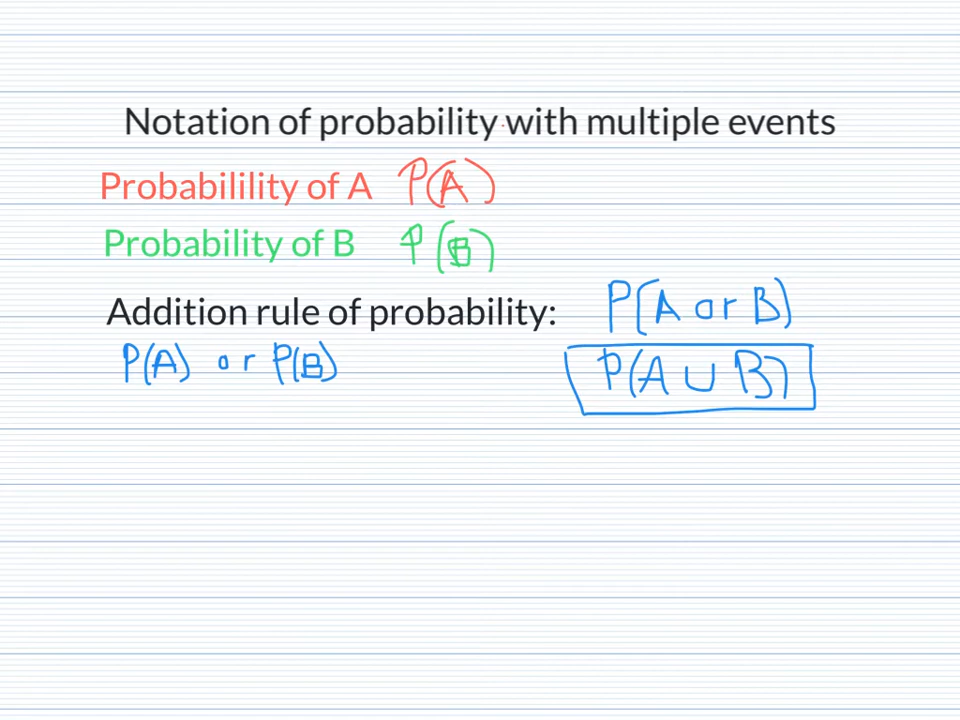 Notation of probability with multiple events
Probabilility of A P(A)
Probability of B P(B)
Addition rule of probability: P(A or B)
P(A) or P(B) P(A ∪ B)